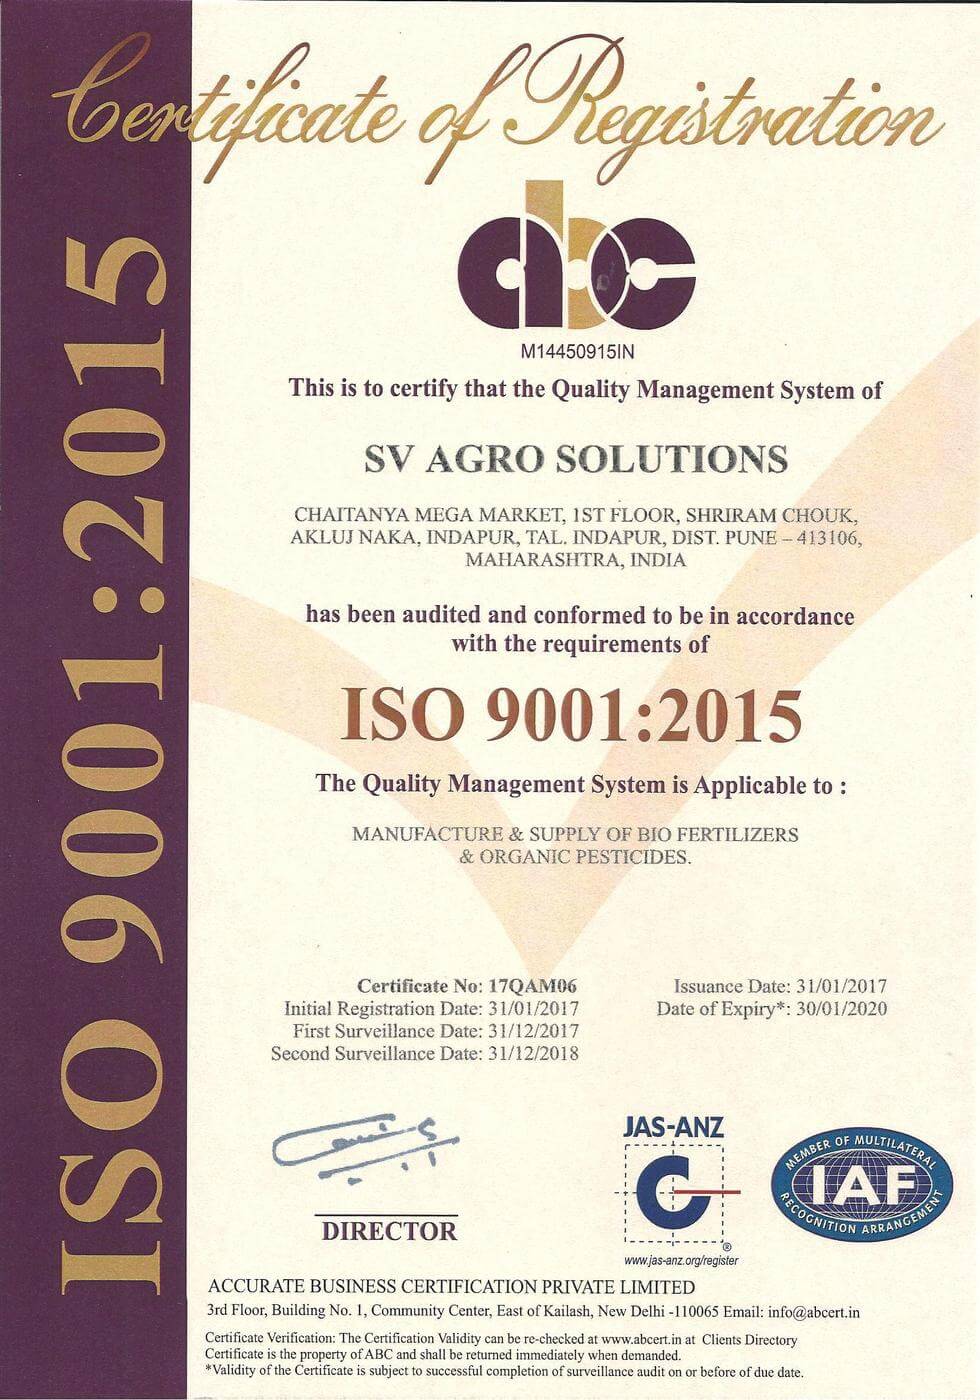 Certificate of Registration
ISO 9001:2015
abc
M14450915IN
This is to certify that the Quality Management System of
SV AGRO SOLUTIONS
CHAITANYA MEGA MARKET, 1ST FLOOR, SHRIRAM CHOUK,
AKLUJ NAKA, INDAPUR, TAL. INDAPUR, DIST. PUNE – 413106,
MAHARASHTRA, INDIA
has been audited and conformed to be in accordance
with the requirements of
ISO 9001:2015
The Quality Management System is Applicable to :
MANUFACTURE & SUPPLY OF BIO FERTILIZERS
& ORGANIC PESTICIDES.
Certificate No: 17QAM06
Initial Registration Date: 31/01/2017
First Surveillance Date: 31/12/2017
Second Surveillance Date: 31/12/2018
Issuance Date: 31/01/2017
Date of Expiry*: 30/01/2020
DIRECTOR
JAS-ANZ
®
www.jas-anz.org/register
MEMBER OF MULTILATERAL
IAF
RECOGNITION ARRANGEMENT
ACCURATE BUSINESS CERTIFICATION PRIVATE LIMITED
3rd Floor, Building No. 1, Community Center, East of Kailash, New Delhi -110065 Email: info@abcert.in
Certificate Verification: The Certification Validity can be re-checked at www.abcert.in at Clients Directory
Certificate is the property of ABC and shall be returned immediately when demanded.
*Validity of the Certificate is subject to successful completion of surveillance audit on or before of due date.